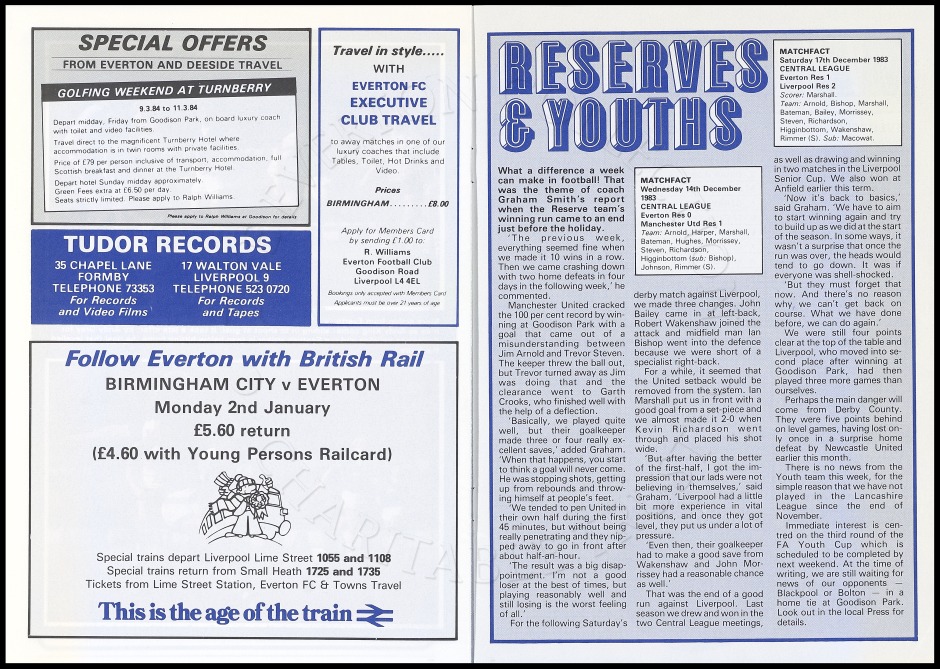 SPECIAL OFFERS
FROM EVERTON AND DEESIDE TRAVEL
GOLFING WEEKEND AT TURNBERRY
9.3.84 to 11.3.84
Depart midday, Friday from Goodison Park, on board luxury coach
with toilet and video facilities.
Travel direct to the magnificent Turnberry Hotel where
accommodation is in twin rooms with private facilities.
Price of £79 per person inclusive of transport, accommodation, full
Scottish breakfast and dinner at the Turnberry Hotel.
Depart hotel Sunday midday approximately.
Green Fees extra at £6.50 per day.
Seats strictly limited. Please apply to Ralph Williams.
Please apply to Ralph Williams at Goodison for details
TUDOR RECORDS
35 CHAPEL LANE
FORMBY
TELEPHONE 73353
For Records
and Video Films
17 WALTON VALE
LIVERPOOL 9
TELEPHONE 523 0720
For Records
and Tapes
Travel in style.....
WITH
EVERTON FC
EXECUTIVE
CLUB TRAVEL
to away matches in one of our
luxury coaches that include
Tables, Toilet, Hot Drinks and
Video.
Prices
BIRMINGHAM.........£8.00
Apply for Members Card
by sending £1.00 to:
R. Williams
Everton Football Club
Goodison Road
Liverpool L4 4EL
Bookings only accepted with Members Card
Applicants must be over 21 years of age
Follow Everton with British Rail
BIRMINGHAM CITY v EVERTON
Monday 2nd January
£5.60 return
(£4.60 with Young Persons Railcard)
Special trains depart Liverpool Lime Street 1055 and 1108
Special trains return from Small Heath 1725 and 1735
Tickets from Lime Street Station, Everton FC & Towns Travel
This is the age of the train
RESERVES
& YOUTHS
MATCHFACT
Saturday 17th December 1983
CENTRAL LEAGUE
Everton Res 1
Liverpool Res 2
Scorer: Marshall.
Team: Arnold, Bishop, Marshall,
Bateman, Bailey, Morrissey,
Steven, Richardson,
Higginbottom, Wakenshaw,
Rimmer (S). Sub: Macowat.
What a difference a week
can make in football! That
was the theme of coach
Graham Smith's report
when the Reserve team's
winning run came to an end
just before the holiday.
'The previous week,
everything seemed fine when
we made it 10 wins in a row.
Then we came crashing down
with two home defeats in four
days in the following week,' he
commented.
Manchester United cracked
the 100 per cent record by win-
ning at Goodison Park with a
goal that came out of a
misunderstanding between
Jim Arnold and Trevor Steven.
The keeper threw the ball out,
but Trevor turned away as Jim
was doing that and the
clearance went to Garth
Crooks, who finished well with
the help of a deflection.
'Basically, we played quite
well, but their goalkeeper
made three or four really ex-
cellent saves,' added Graham.
'When that happens, you start
to think a goal will never come.
He was stopping shots, getting
up from rebounds and throw-
ing himself at people's feet.
'We tended to pen United in
their own half during the first
45 minutes, but without being
really penetrating and they nip-
ped away to go in front after
about half-an-hour.
'The result was a big disap-
pointment. I'm not a good
loser at the best of times, but
playing reasonably well and
still losing is the worst feeling
of all.'
For the following Saturday's
MATCHFACT
Wednesday 14th December
1983
CENTRAL LEAGUE
Everton Res 0
Manchester Utd Res 1
Team: Arnold, Harper, Marshall,
Bateman, Hughes, Morrissey,
Steven, Richardson,
Higginbottom (sub: Bishop),
Johnson, Rimmer (S).
derby match against Liverpool,
we made three changes. John
Bailey came in at left-back,
Robert Wakenshaw joined the
attack and midfield man Ian
Bishop went into the defence
because we were short of a
specialist right-back.
For a while, it seemed that
the United setback would be
removed from the system. Ian
Marshall put us in front with a
good goal from a set-piece and
we almost made it 2-0 when
Kevin Richardson went
through and placed his shot
wide.
'But after having the better
of the first-half, I got the im-
pression that our lads were not
believing in themselves,' said
Graham. 'Liverpool had a little
bit more experience in vital
positions, and once they got
level, they put us under a lot of
pressure.
'Even then, their goalkeeper
had to make a good save from
Wakenshaw and John Mor-
rissey had a reasonable chance
as well.'
That was the end of a good
run against Liverpool. Last
season we drew and won in the
two Central League meetings,
as well as drawing and winning
in two matches in the Liverpool
Senior Cup. We also won at
Anfield earlier this term.
'Now it's back to basics,'
said Graham. 'We have to aim
to start winning again and try
to build up as we did at the start
of the season. In some ways, it
wasn't a surprise that once the
run was over, the heads would
tend to go down. It was if
everyone was shell-shocked.
'But they must forget that
now. And there's no reason
why we can't get back on
course. What we have done
before, we can do again.'
We were still four points
clear at the top of the table and
Liverpool, who moved into se-
cond place after winning at
Goodison Park, had then
played three more games than
ourselves.
Perhaps the main danger will
come from Derby County.
They were five points behind
on level games, having lost on-
ly once in a surprise home
defeat by Newcastle United
earlier this month.
There is no news from the
Youth team this week, for the
simple reason that we have not
played in the Lancashire
League since the end of
November.
Immediate interest is cen-
tred on the third round of the
FA Youth Cup which is
scheduled to be completed by
next weekend. At the time of
writing, we are still waiting for
news of our opponents —
Blackpool or Bolton — in a
home tie at Goodison Park.
Look out in the local Press for
details.